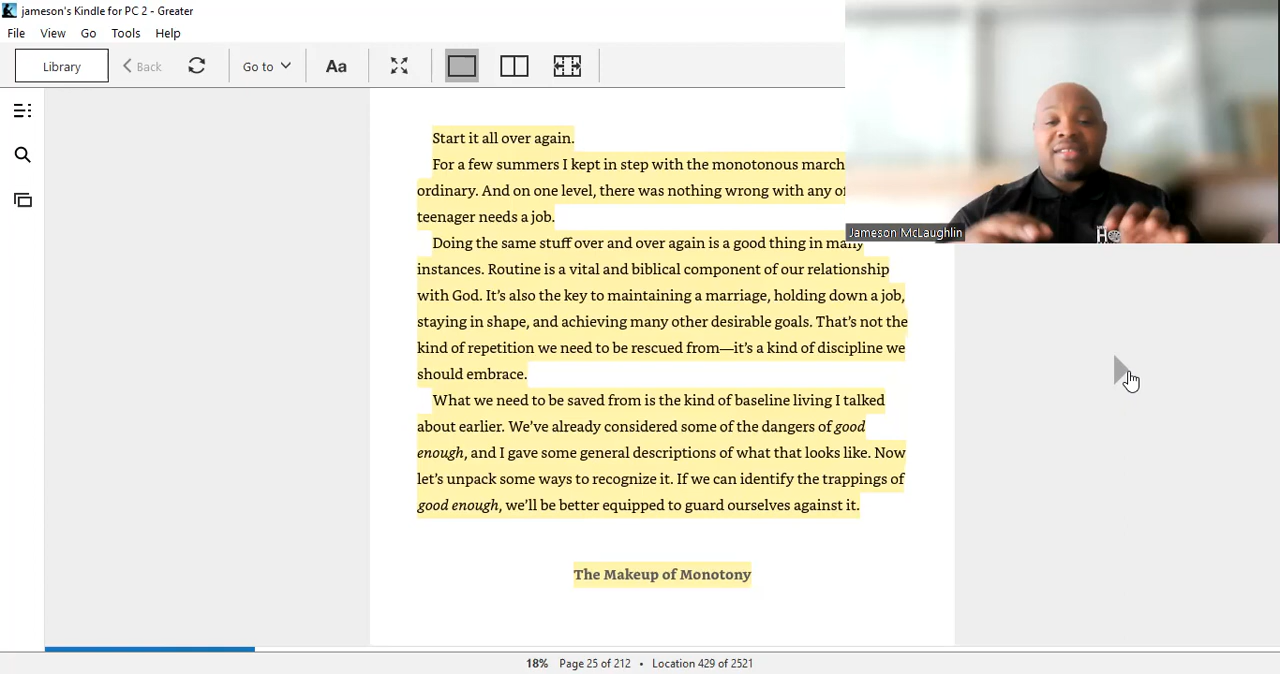 jameson's Kindle for PC 2 - Greater
File View Go Tools Help
Library Back Go to Aa
Start it all over again.
For a few summers I kept in step with the monotonous march
ordinary. And on one level, there was nothing wrong with any
teenager needs a job.
Jameson McLaughlin
Doing the same stuff over and over again is a good thing in many
instances. Routine is a vital and biblical component of our relationship
with God. It’s also the key to maintaining a marriage, holding down a job,
staying in shape, and achieving many other desirable goals. That’s not the
kind of repetition we need to be rescued from—it’s a kind of discipline we
should embrace.
What we need to be saved from is the kind of baseline living I talked
about earlier. We’ve already considered some of the dangers of good
enough, and I gave some general descriptions of what that looks like. Now
let’s unpack some ways to recognize it. If we can identify the trappings of
good enough, we’ll be better equipped to guard ourselves against it.
The Makeup of Monotony
18% Page 25 of 212 • Location 429 of 2521